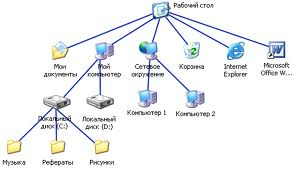 Рабочий стол
Мои
документы
Мой
компьютер
Сетевое
окружение
Корзина
Internet
Explorer
Microsoft
Office W...
Локальный
диск (C:)
Локальный
диск (D:)
Компьютер 1
Компьютер 2
Музыка
Рефераты
Рисунки